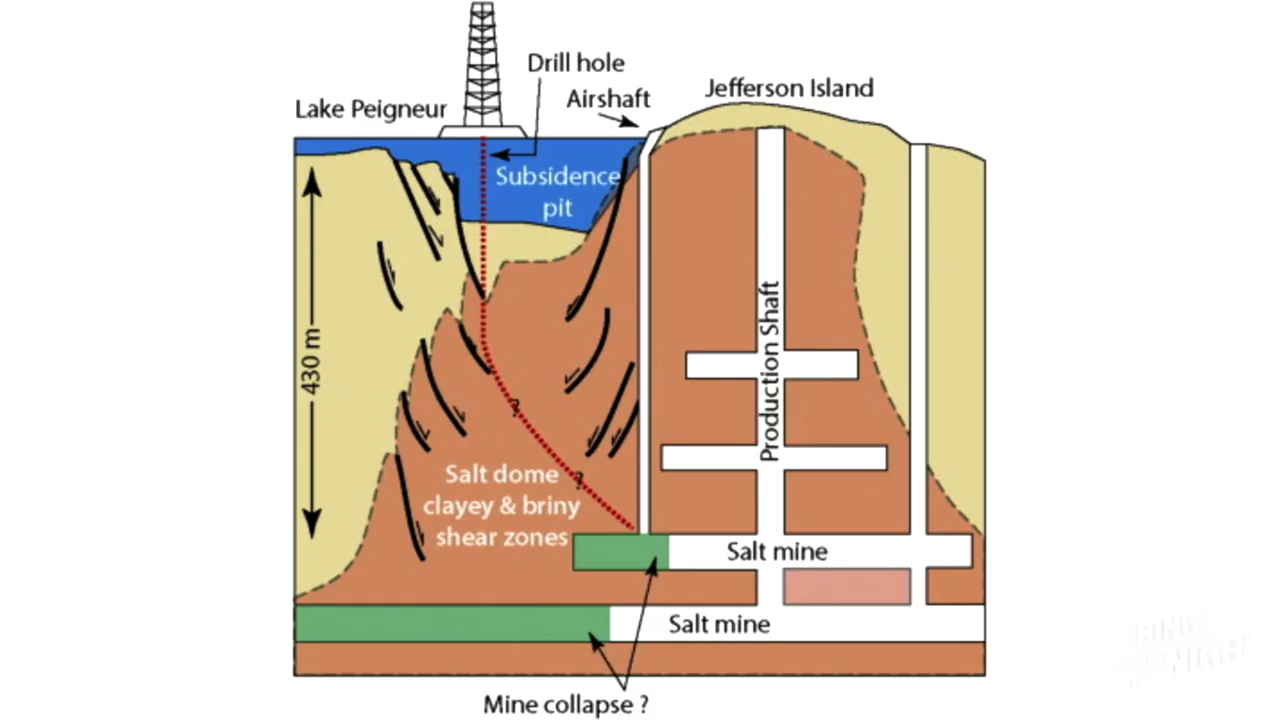 Drill hole
Airshaft
Jefferson Island
Lake Peigneur
Subsidence
pit
430 m
Production Shaft
?
?
Salt dome
clayey & briny
shear zones
Salt mine
Salt mine
Mine collapse ?